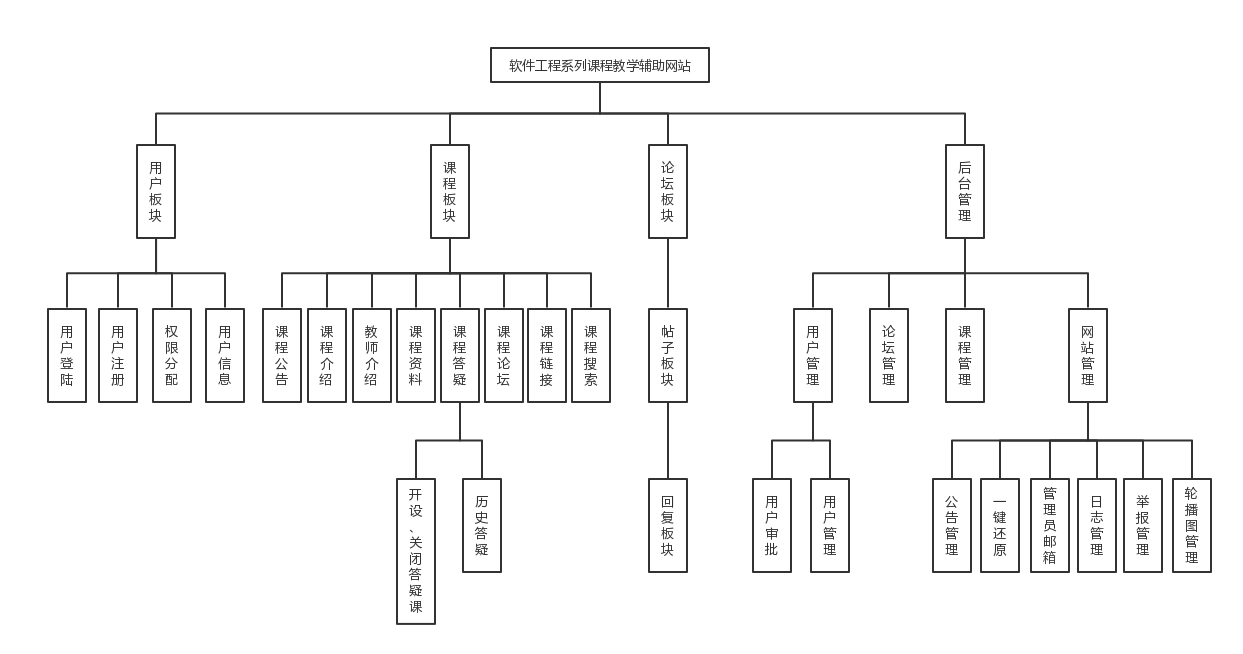 软件工程系列课程教学辅助网站
用户板块
课程板块
论坛板块
后台管理
用户登陆
用户注册
权限分配
用户信息
课程公告
课程介绍
教师介绍
课程资料
课程答疑
课程论坛
课程链接
课程搜索
帖子板块
用户管理
论坛管理
课程管理
网站管理
开设、关闭答疑课
历史答疑
回复板块
用户审批
用户管理
公告管理
一键还原
管理员邮箱
日志管理
举报管理
轮播图管理